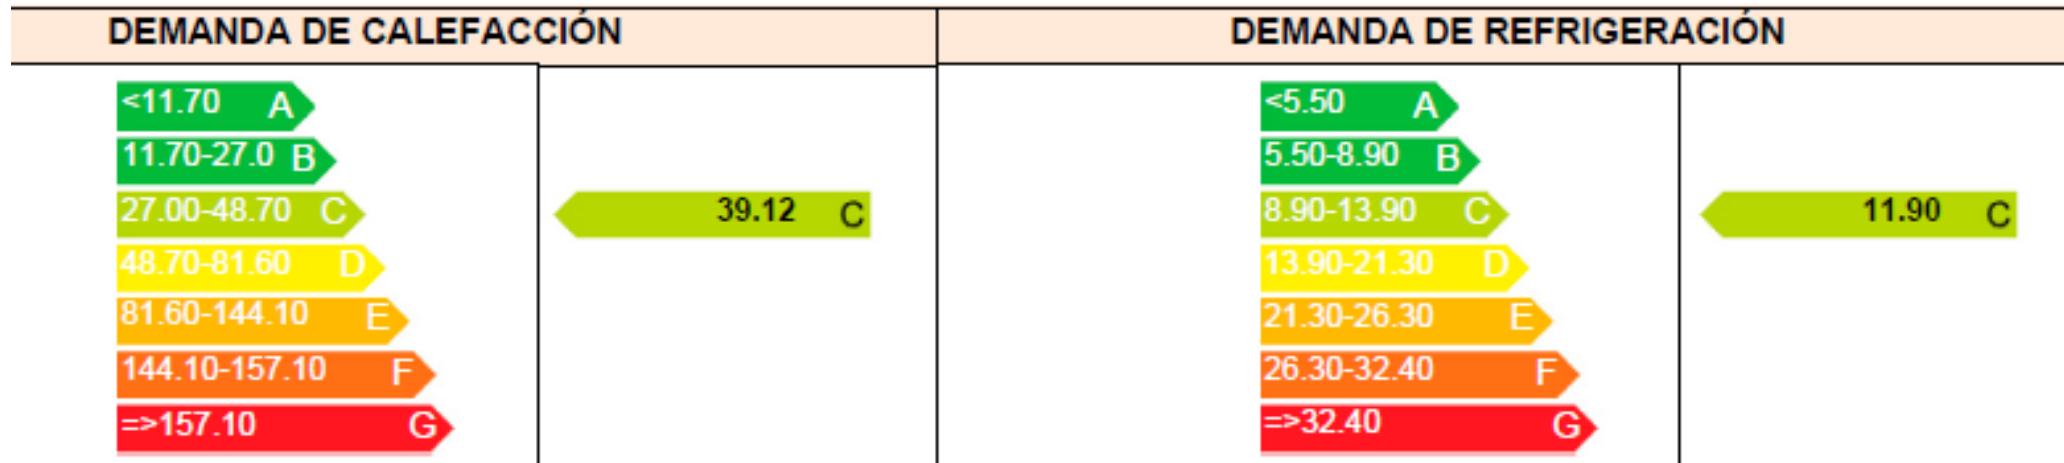 DEMANDA DE CALEFACCIÓN
<11.70 A
11.70-27.0 B
27.00-48.70 C
39.12 C
48.70-81.60 D
81.60-144.10 E
144.10-157.10 F
=>157.10 G
DEMANDA DE REFRIGERACIÓN
<5.50 A
5.50-8.90 B
8.90-13.90 C
11.90 C
13.90-21.30 D
21.30-26.30 E
26.30-32.40 F
=>32.40 G